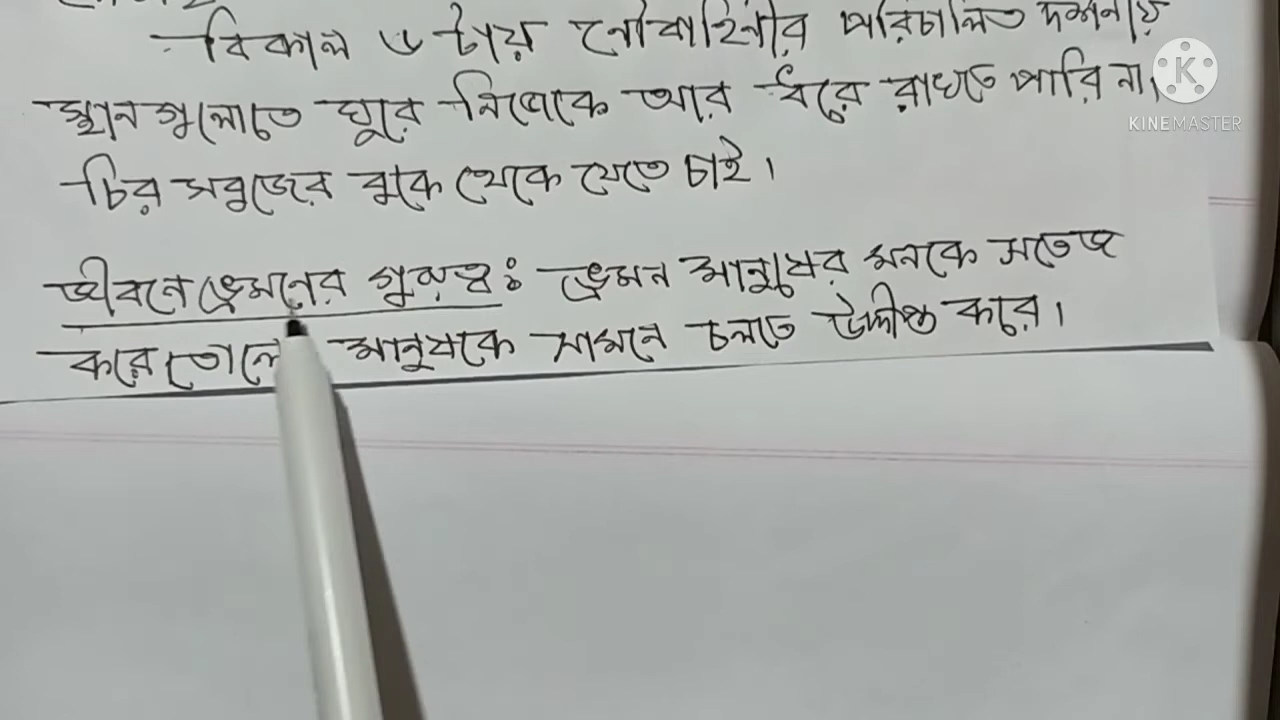 বিকাল ৩ টায় নৌবাহিনীর পরিচালিত দর্শনীয়
স্থানগুলোতে ঘুরে নিজেকে আর ধরে রাখতে পারি না।
চির সবুজের বুকে থেকে যেতে চাই।
জীবনে ভ্রমনের গুরুত্ব: ভ্রমন মানুষের মনকে সতেজ
করে তোলে মানুষকে সামনে চলতে উদ্দীপ্ত করে।
KINEMASTER